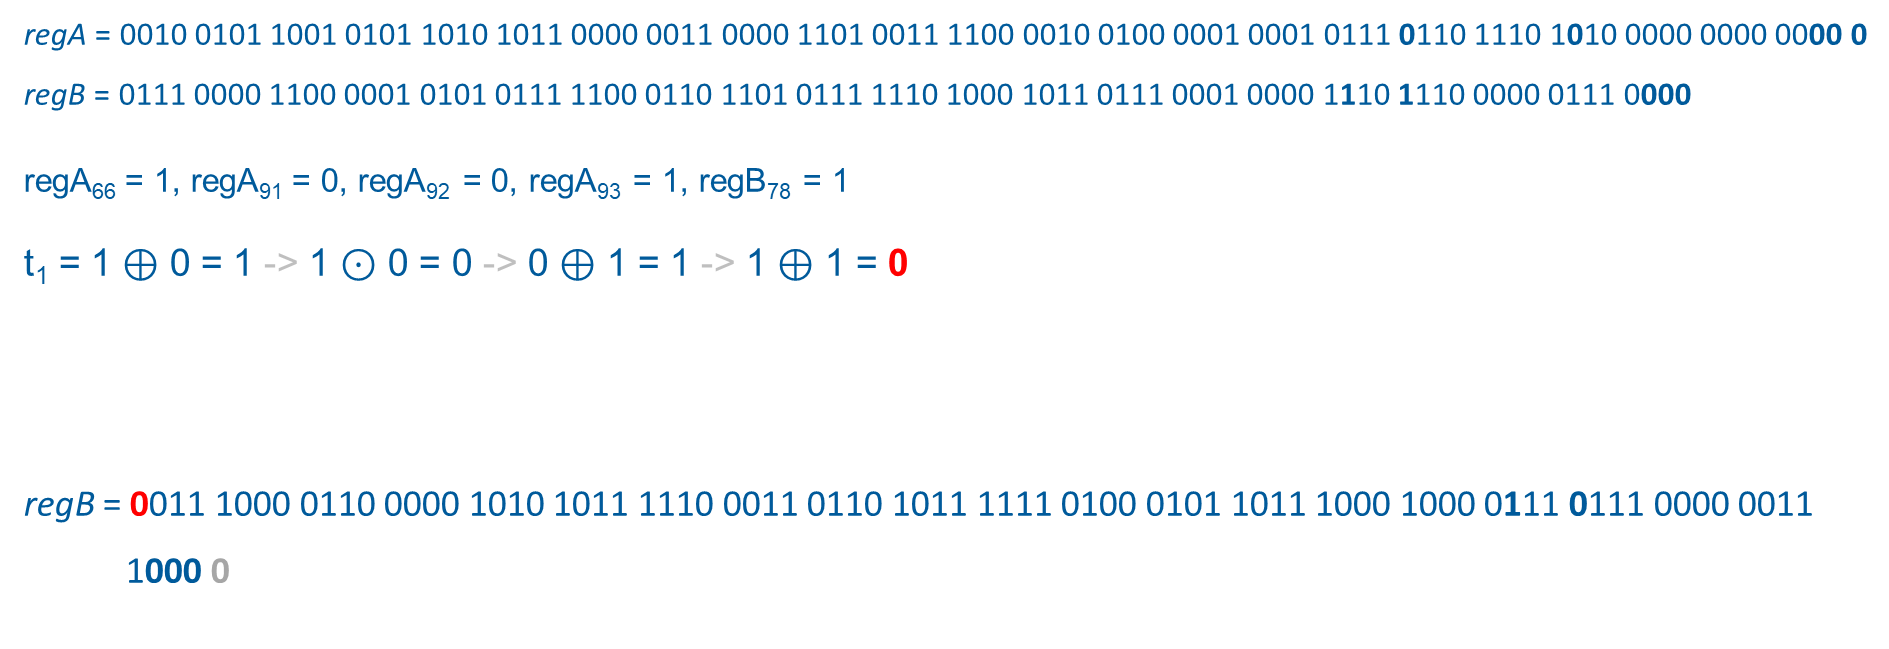 regA = 0010 0101 1001 0101 1010 1011 0000 0011 0000 1101 0011 1100 0010 0100 0001 0001 0111 0110 1110 1010 0000 0000 0000 0
regB = 0111 0000 1100 0001 0101 0111 1100 0110 1101 0111 1110 1000 1011 0111 0001 0000 1110 1110 0000 0111 0000
regA₆₆ = 1, regA₉₁ = 0, regA₉₂ = 0, regA₉₃ = 1, regB₇₈ = 1
t₁ = 1 ⊕ 0 = 1 -> 1 ⊙ 0 = 0 -> 0 ⊕ 1 = 1 -> 1 ⊕ 1 = 0
regB = 0011 1000 0110 0000 1010 1011 1110 0011 0110 1011 1111 0100 0101 1011 1000 1000 0111 0111 0000 0011
1000 0